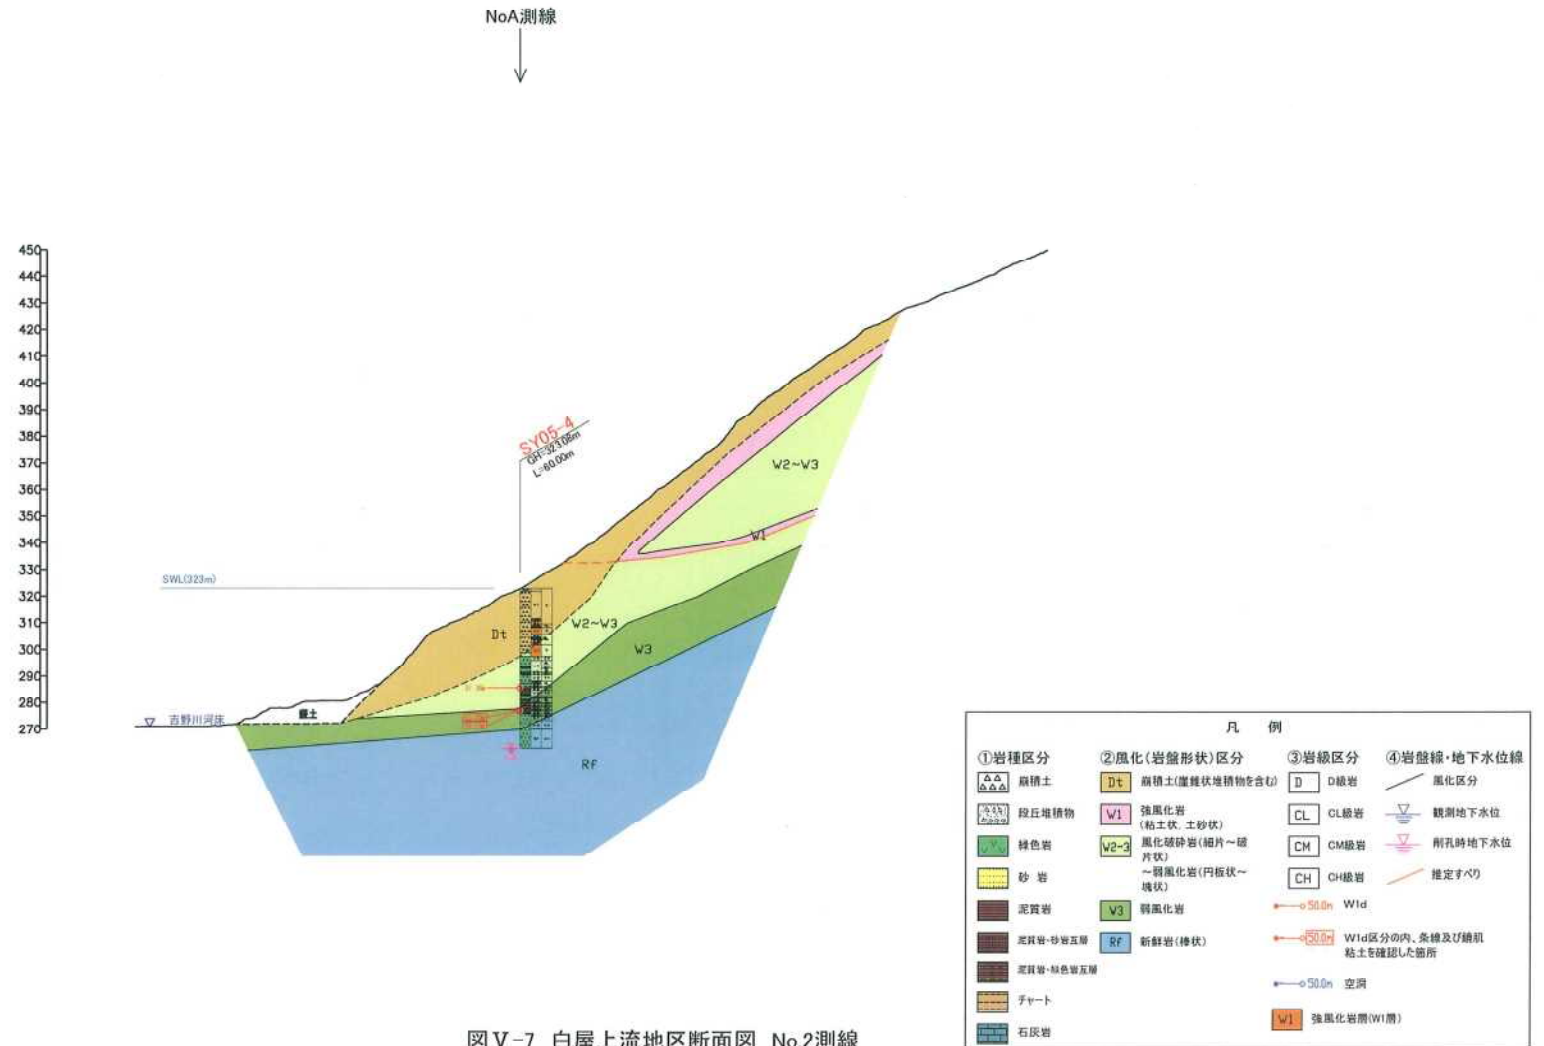 NoA測線
450
440
430
420
410
400
390
380
370
360
350
340
330
320
310
300
290
280
270
SY05-4
GH=323.08m
L=60.00m
SWL(323m)
W2~W3
W1
Dt
W2~W3
W3
盛土
吉野川河床
Rf
凡 例
①岩種区分
崩積土
段丘堆積物
緑色岩
砂 岩
泥質岩
泥質岩・砂岩互層
泥質岩・緑色岩互層
チャート
石灰岩
②風化(岩盤形状)区分
Dt 崩積土(崖錐状堆積物を含む)
W1 強風化岩
(粘土状、土砂状)
W2-3 風化破砕岩(細片～破
片状)
～弱風化岩(円板状～
塊状)
W3 弱風化岩
Rf 新鮮岩(棒状)
③岩級区分
D D級岩
CL CL級岩
CM CM級岩
CH CH級岩
50.0m W1d
50.0m W1d区分の内、条線及び鏡肌
粘土を確認した箇所
50.0m 空洞
W1 強風化岩層(W1層)
④岩盤線・地下水位線
風化区分
観測地下水位
削孔時地下水位
推定すべり
図Ⅴ-7 白屋上流地区断面図 No.2測線